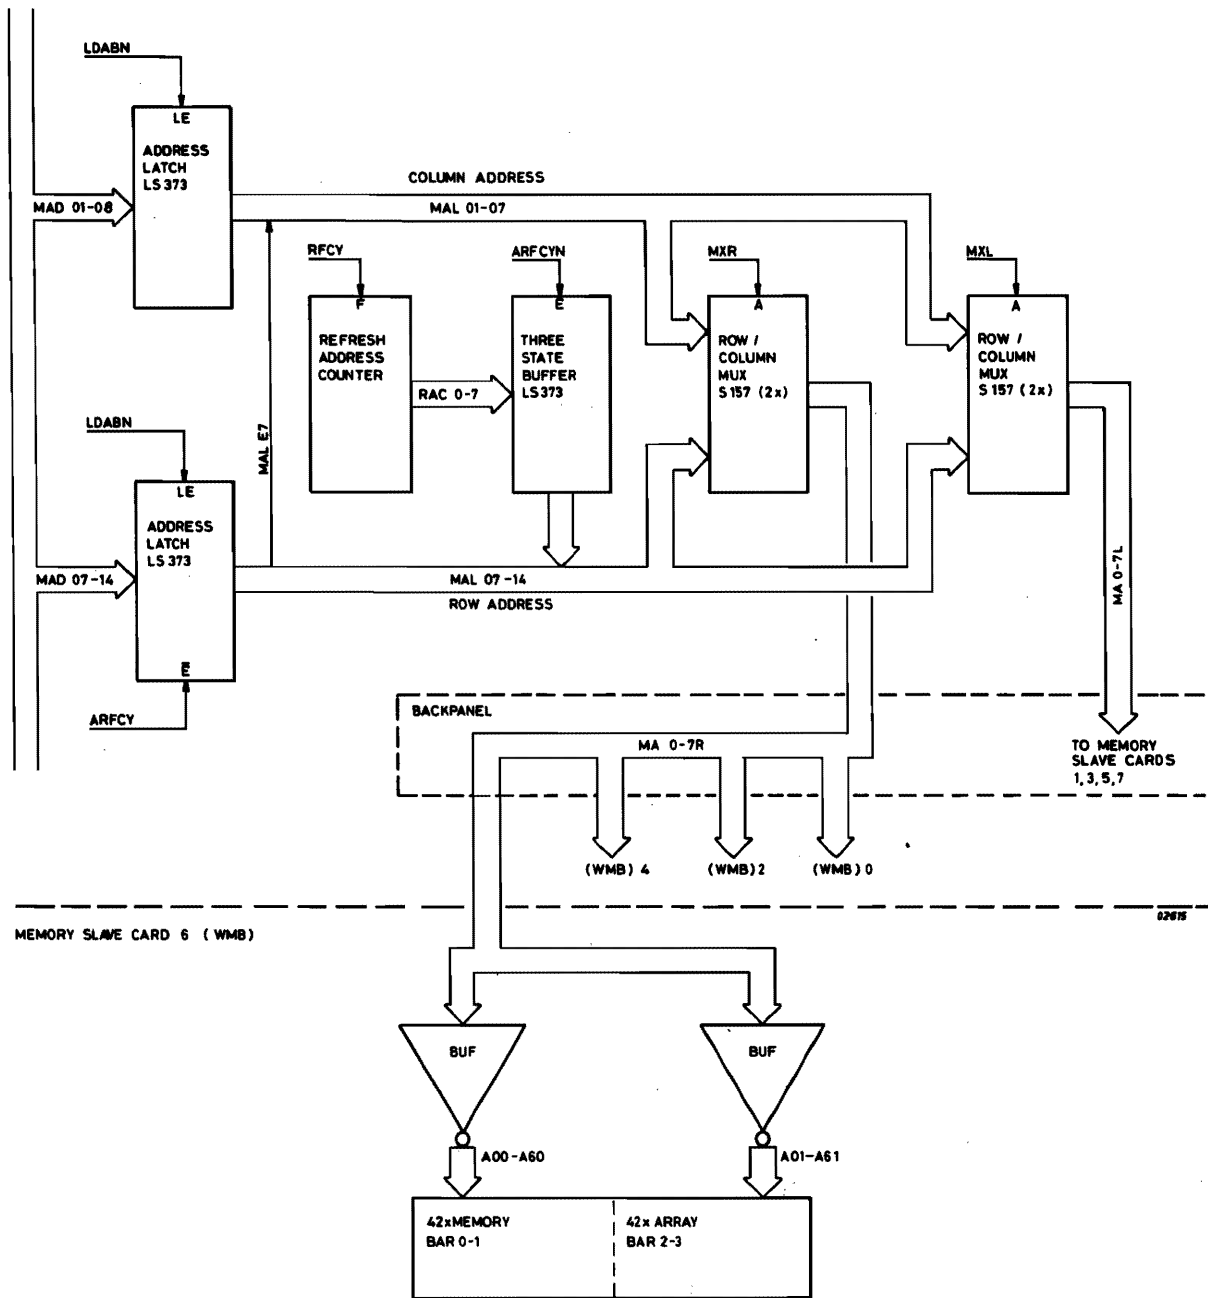 LDABN
LE
ADDRESS
LATCH
LS 373
MAD 01-08
COLUMN ADDRESS
MAL 01-07
RFCY
F
REFRESH
ADDRESS
COUNTER
RAC 0-7
ARFCYN
E
THREE
STATE
BUFFER
LS373
MXR
A
ROW /
COLUMN
MUX
S157 (2x)
MXL
A
ROW /
COLUMN
MUX
S157 (2x)
MAL E7
LDABN
LE
ADDRESS
LATCH
LS 373
MAD 07-14
E
ARFCY
MAL 07-14
ROW ADDRESS
MA 0-7L
BACKPANEL
MA 0-7R
TO MEMORY
SLAVE CARDS
1,3,5,7
(WMB) 4
(WMB) 2
(WMB) 0
02615
MEMORY SLAVE CARD 6 (WMB)
BUF
BUF
A00-A60
A01-A61
42xMEMORY
BAR 0-1
42x ARRAY
BAR 2-3